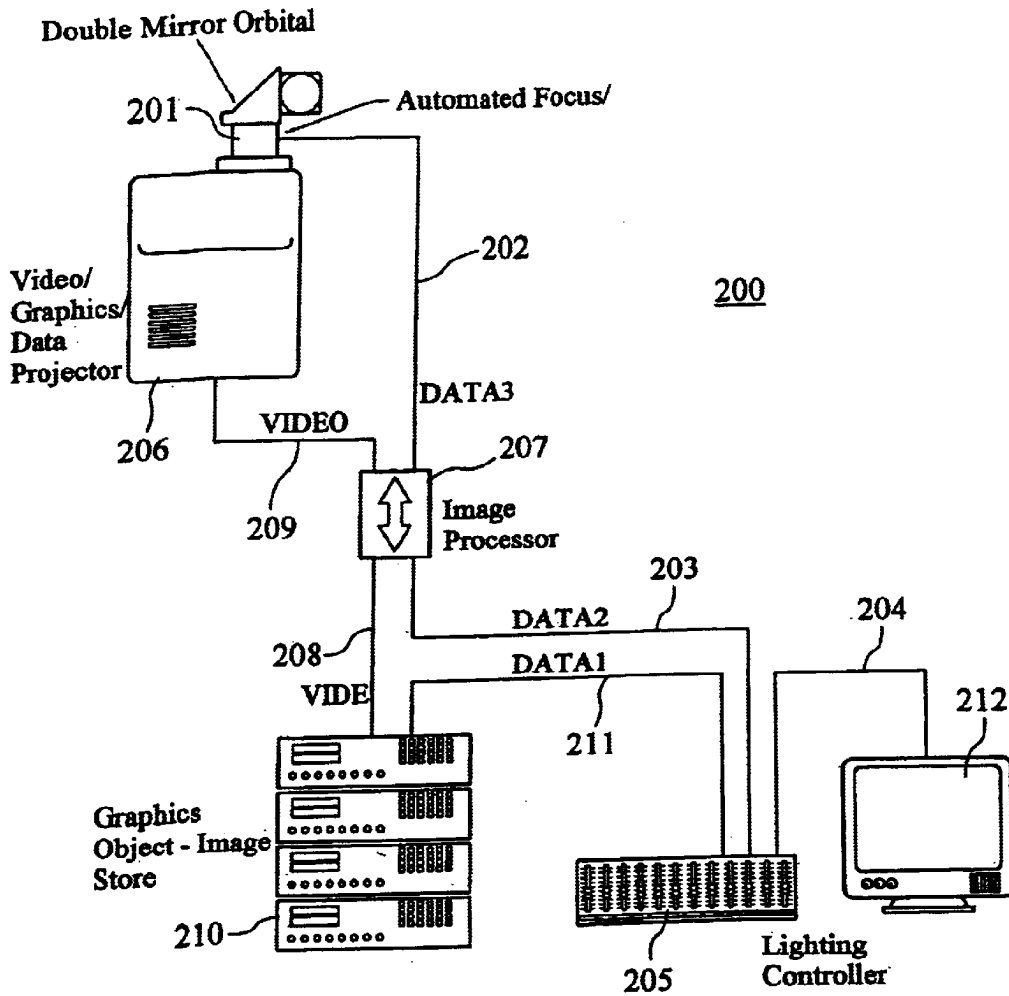 Double Mirror Orbital
201
Automated Focus/
202
200
Video/
Graphics/
Data
Projector
DATA3
VIDEO
206
207
209
Image
Processor
203
DATA2
204
208
DATA1
VIDE
212
211
Graphics
Object - Image
Store
210
205
Lighting
Controller